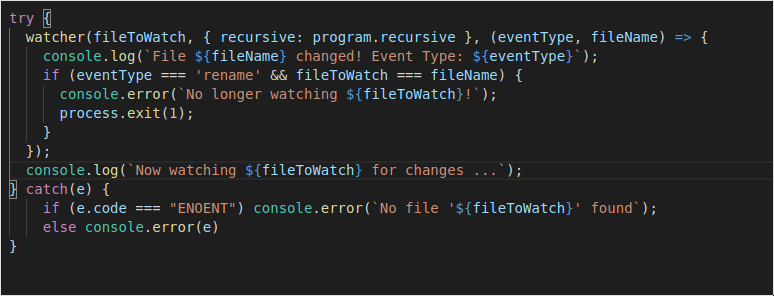 try {
  watcher(fileToWatch, { recursive: program.recursive }, (eventType, fileName) => {
    console.log(`File ${fileName} changed! Event Type: ${eventType}`);
    if (eventType === 'rename' && fileToWatch === fileName) {
      console.error(`No longer watching ${fileToWatch}!`);
      process.exit(1);
    }
  });
  console.log(`Now watching ${fileToWatch} for changes ...`);
} catch(e) {
    if (e.code === "ENOENT") console.error(`No file '${fileToWatch}' found`);
    else console.error(e)
}